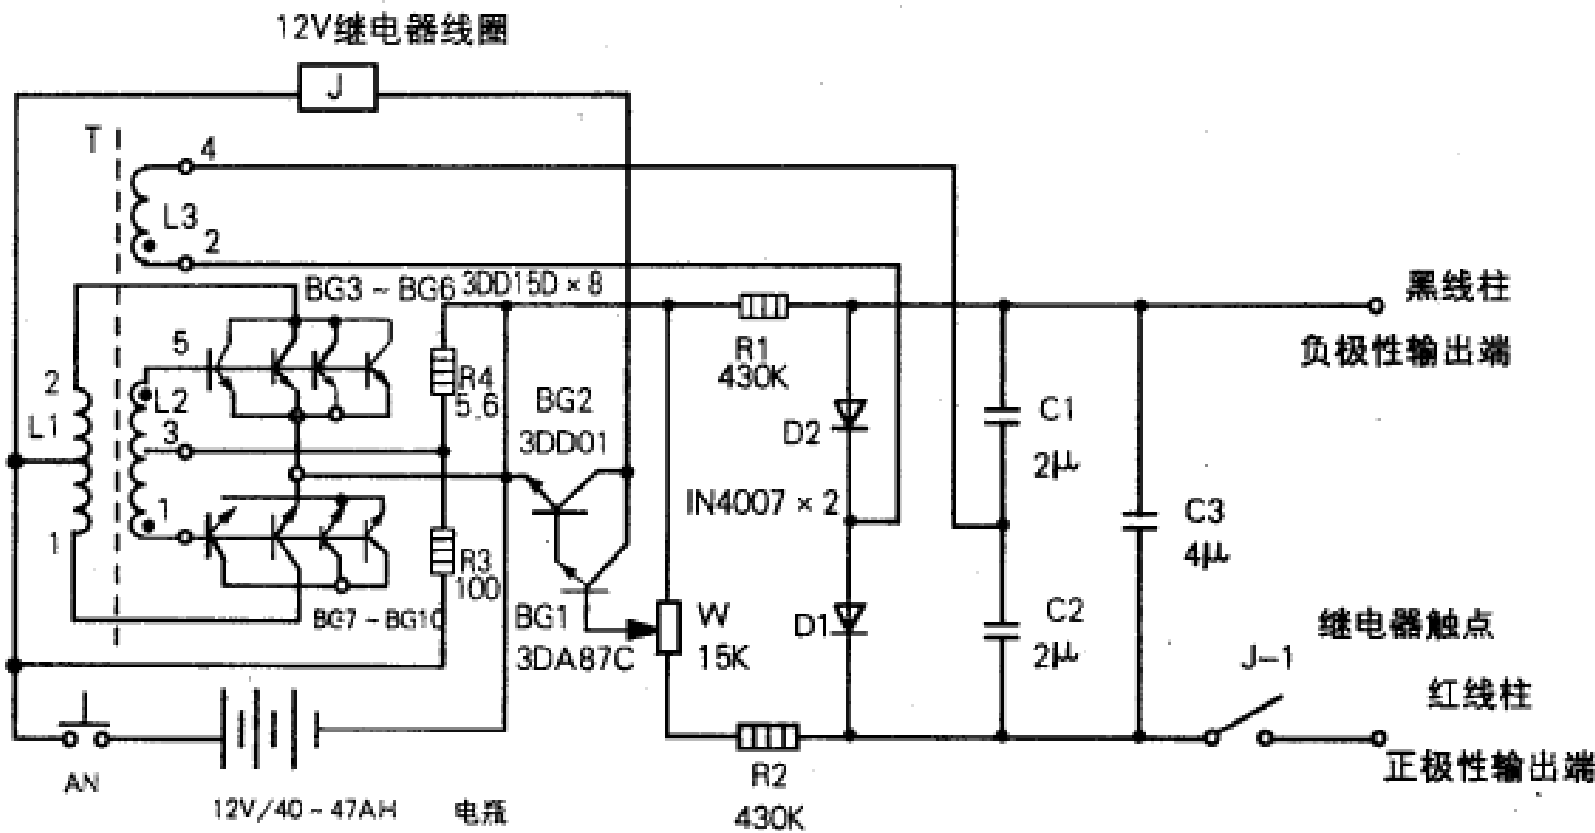 12V继电器线圈
J
T
4
L3
2
BG3 ~ BG6
3DD15D × 8
黑线柱
负极性输出端
5
2
L2
L1
3
R4
5.6
BG2
3DD01
R1
430K
D2
C1
2μ
1
1
IN4007 × 2
C3
4μ
R3
100
BG7 ~ BG10
BG1
3DA87C
W
15K
D1
C2
2μ
继电器触点
J-1
红线柱
正极性输出端
AN
12V/40 ~ 47AH
电瓶
R2
430K